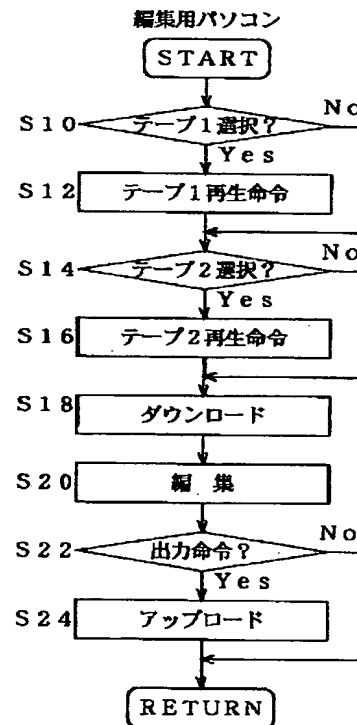 編集用パソコン
START
S10 テープ1選択? No
Yes
S12 テープ1再生命令
S14 テープ2選択? No
Yes
S16 テープ2再生命令
S18 ダウンロード
S20 編 集
S22 出力命令? No
Yes
S24 アップロード
RETURN